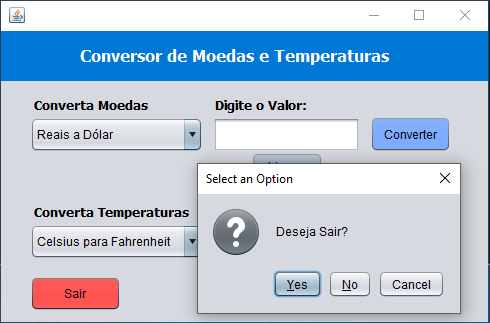 Conversor de Moedas e Temperaturas
Converta Moedas
Digite o Valor:
Reais a Dólar
Converter
Select an Option
Converta Temperaturas
Deseja Sair?
Celsius para Fahrenheit
Yes
No
Cancel
Sair